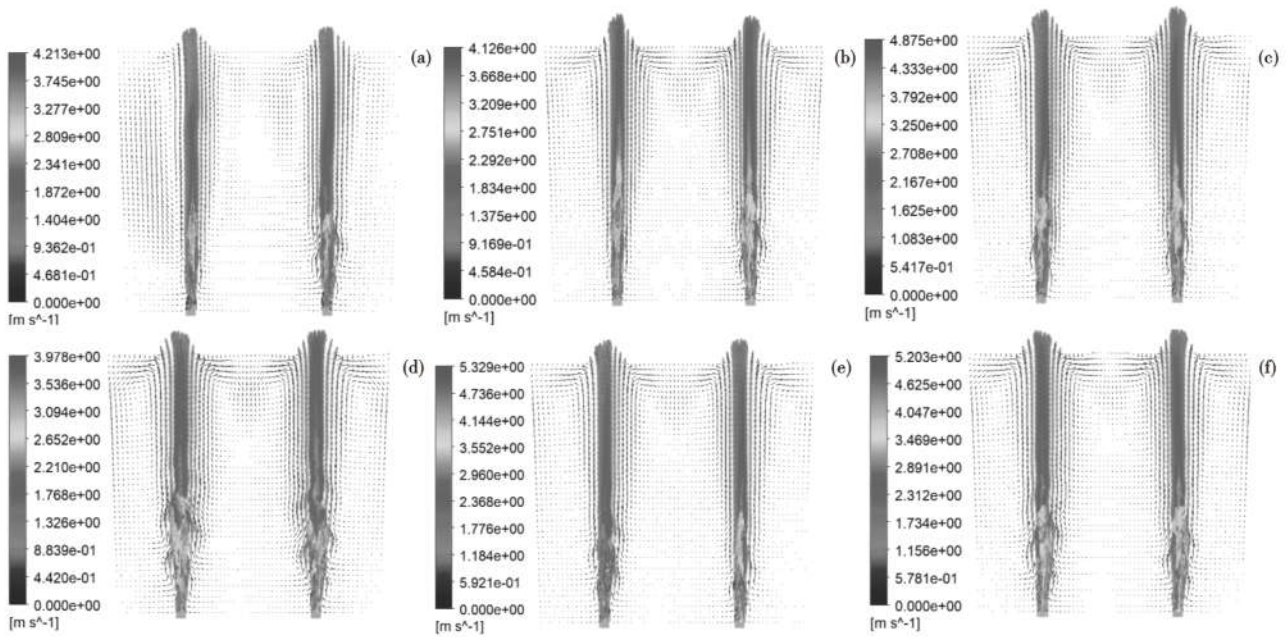 4.213e+00
3.745e+00
3.277e+00
2.809e+00
2.341e+00
1.872e+00
1.404e+00
9.362e-01
4.681e-01
0.000e+00
[m s^-1]
(a)
4.126e+00
3.668e+00
3.209e+00
2.751e+00
2.292e+00
1.834e+00
1.375e+00
9.169e-01
4.584e-01
0.000e+00
[m s^-1]
(b)
4.875e+00
4.333e+00
3.792e+00
3.250e+00
2.708e+00
2.167e+00
1.625e+00
1.083e+00
5.417e-01
0.000e+00
[m s^-1]
(c)
3.978e+00
3.536e+00
3.094e+00
2.652e+00
2.210e+00
1.768e+00
1.326e+00
8.839e-01
4.420e-01
0.000e+00
[m s^-1]
(d)
5.329e+00
4.736e+00
4.144e+00
3.552e+00
2.960e+00
2.368e+00
1.776e+00
1.184e+00
5.921e-01
0.000e+00
[m s^-1]
(e)
5.203e+00
4.625e+00
4.047e+00
3.469e+00
2.891e+00
2.312e+00
1.734e+00
1.156e+00
5.781e-01
0.000e+00
[m s^-1]
(f)